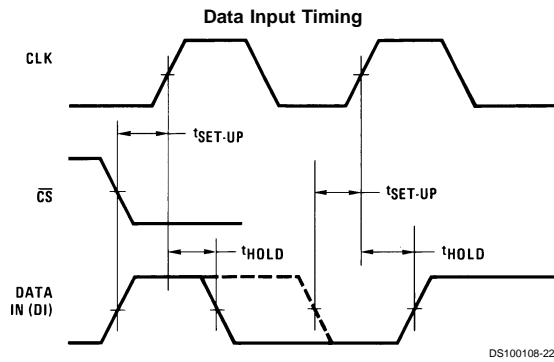 Data Input Timing
CLK
tSET-UP
CS
tSET-UP
tHOLD
tHOLD
DATA
IN (DI)
DS100108-22